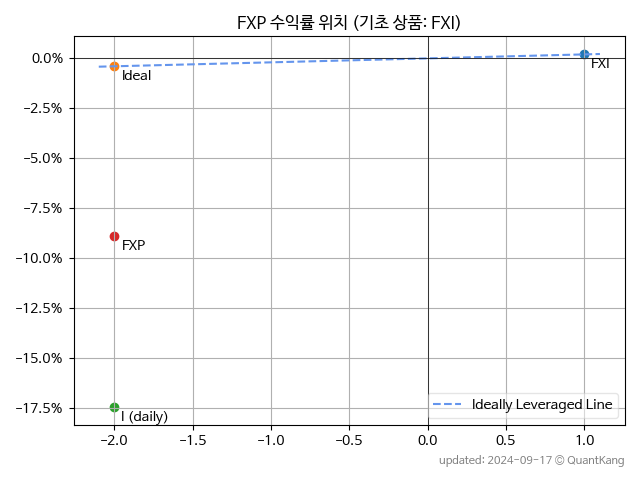 FXP 수익률 위치 (기초 상품: FXI)
0.0%
−2.5%
−5.0%
−7.5%
−10.0%
−12.5%
−15.0%
−17.5%
Ideal
FXI
FXP
I (daily)
Ideally Leveraged Line
−2.0 −1.5 −1.0 −0.5 0.0 0.5 1.0
updated: 2024-09-17 © QuantKang